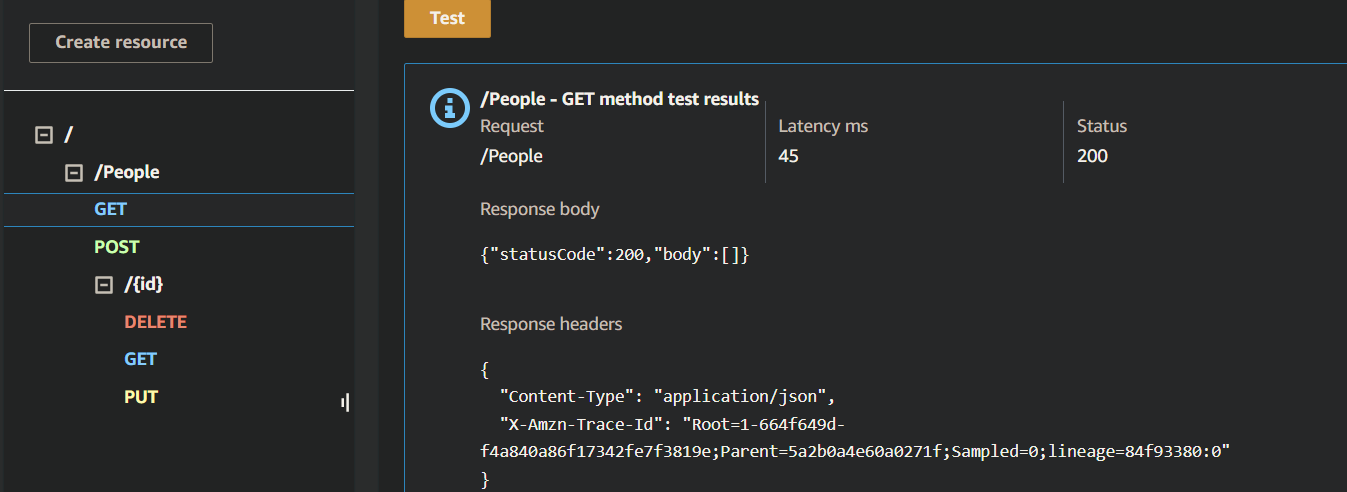 Create resource
/
/People
GET
POST
/{id}
DELETE
GET
PUT
Test
/People - GET method test results
Request
/People
Latency ms
45
Status
200
Response body
{"statusCode":200,"body":[]}
Response headers
{
"Content-Type": "application/json",
"X-Amzn-Trace-Id": "Root=1-664f649d-
f4a840a86f17342fe7f3819e;Parent=5a2b0a4e60a0271f;Sampled=0;lineage=84f93380:0"
}